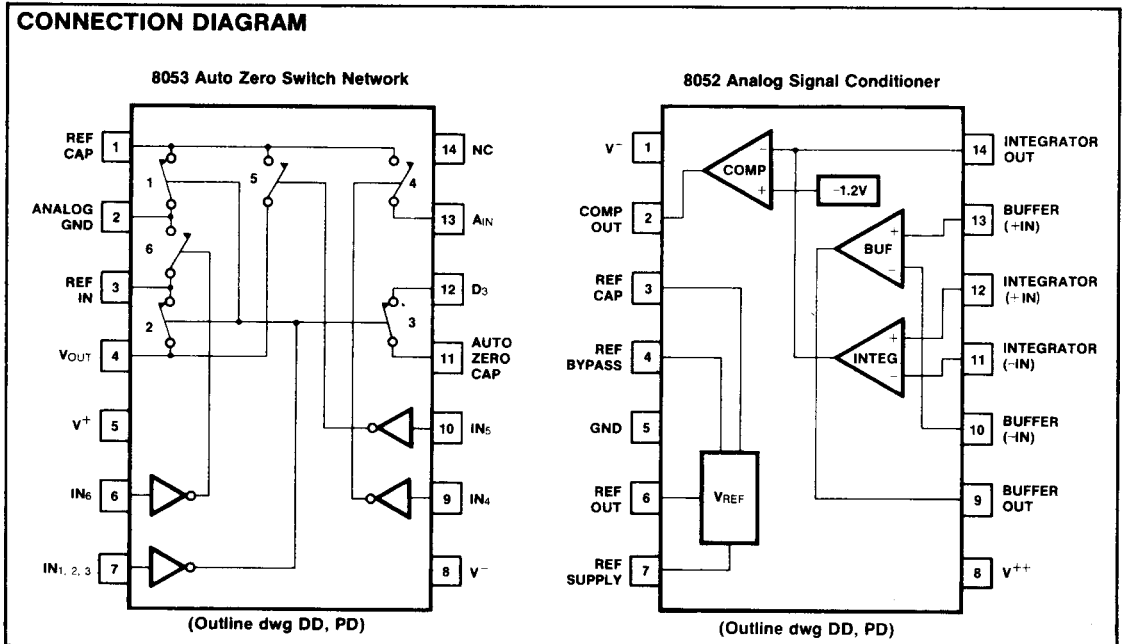 CONNECTION DIAGRAM
8053 Auto Zero Switch Network
REF
CAP
1
ANALOG
GND
2
REF
IN
3
VOUT
4
V+
5
IN6
6
IN1, 2, 3
7
14
NC
13
AIN
12
D3
11
AUTO
ZERO
CAP
10
IN5
9
IN4
8
V-
1
5
4
6
2
3
(Outline dwg DD, PD)
8052 Analog Signal Conditioner
V-
1
COMP
OUT
2
REF
CAP
3
REF
BYPASS
4
GND
5
REF
OUT
6
REF
SUPPLY
7
14
INTEGRATOR
OUT
13
BUFFER
(+IN)
12
INTEGRATOR
(+IN)
11
INTEGRATOR
(-IN)
10
BUFFER
(-IN)
9
BUFFER
OUT
8
V++
COMP
-
+
-1.2V
BUF
+
-
INTEG
+
-
VREF
(Outline dwg DD, PD)